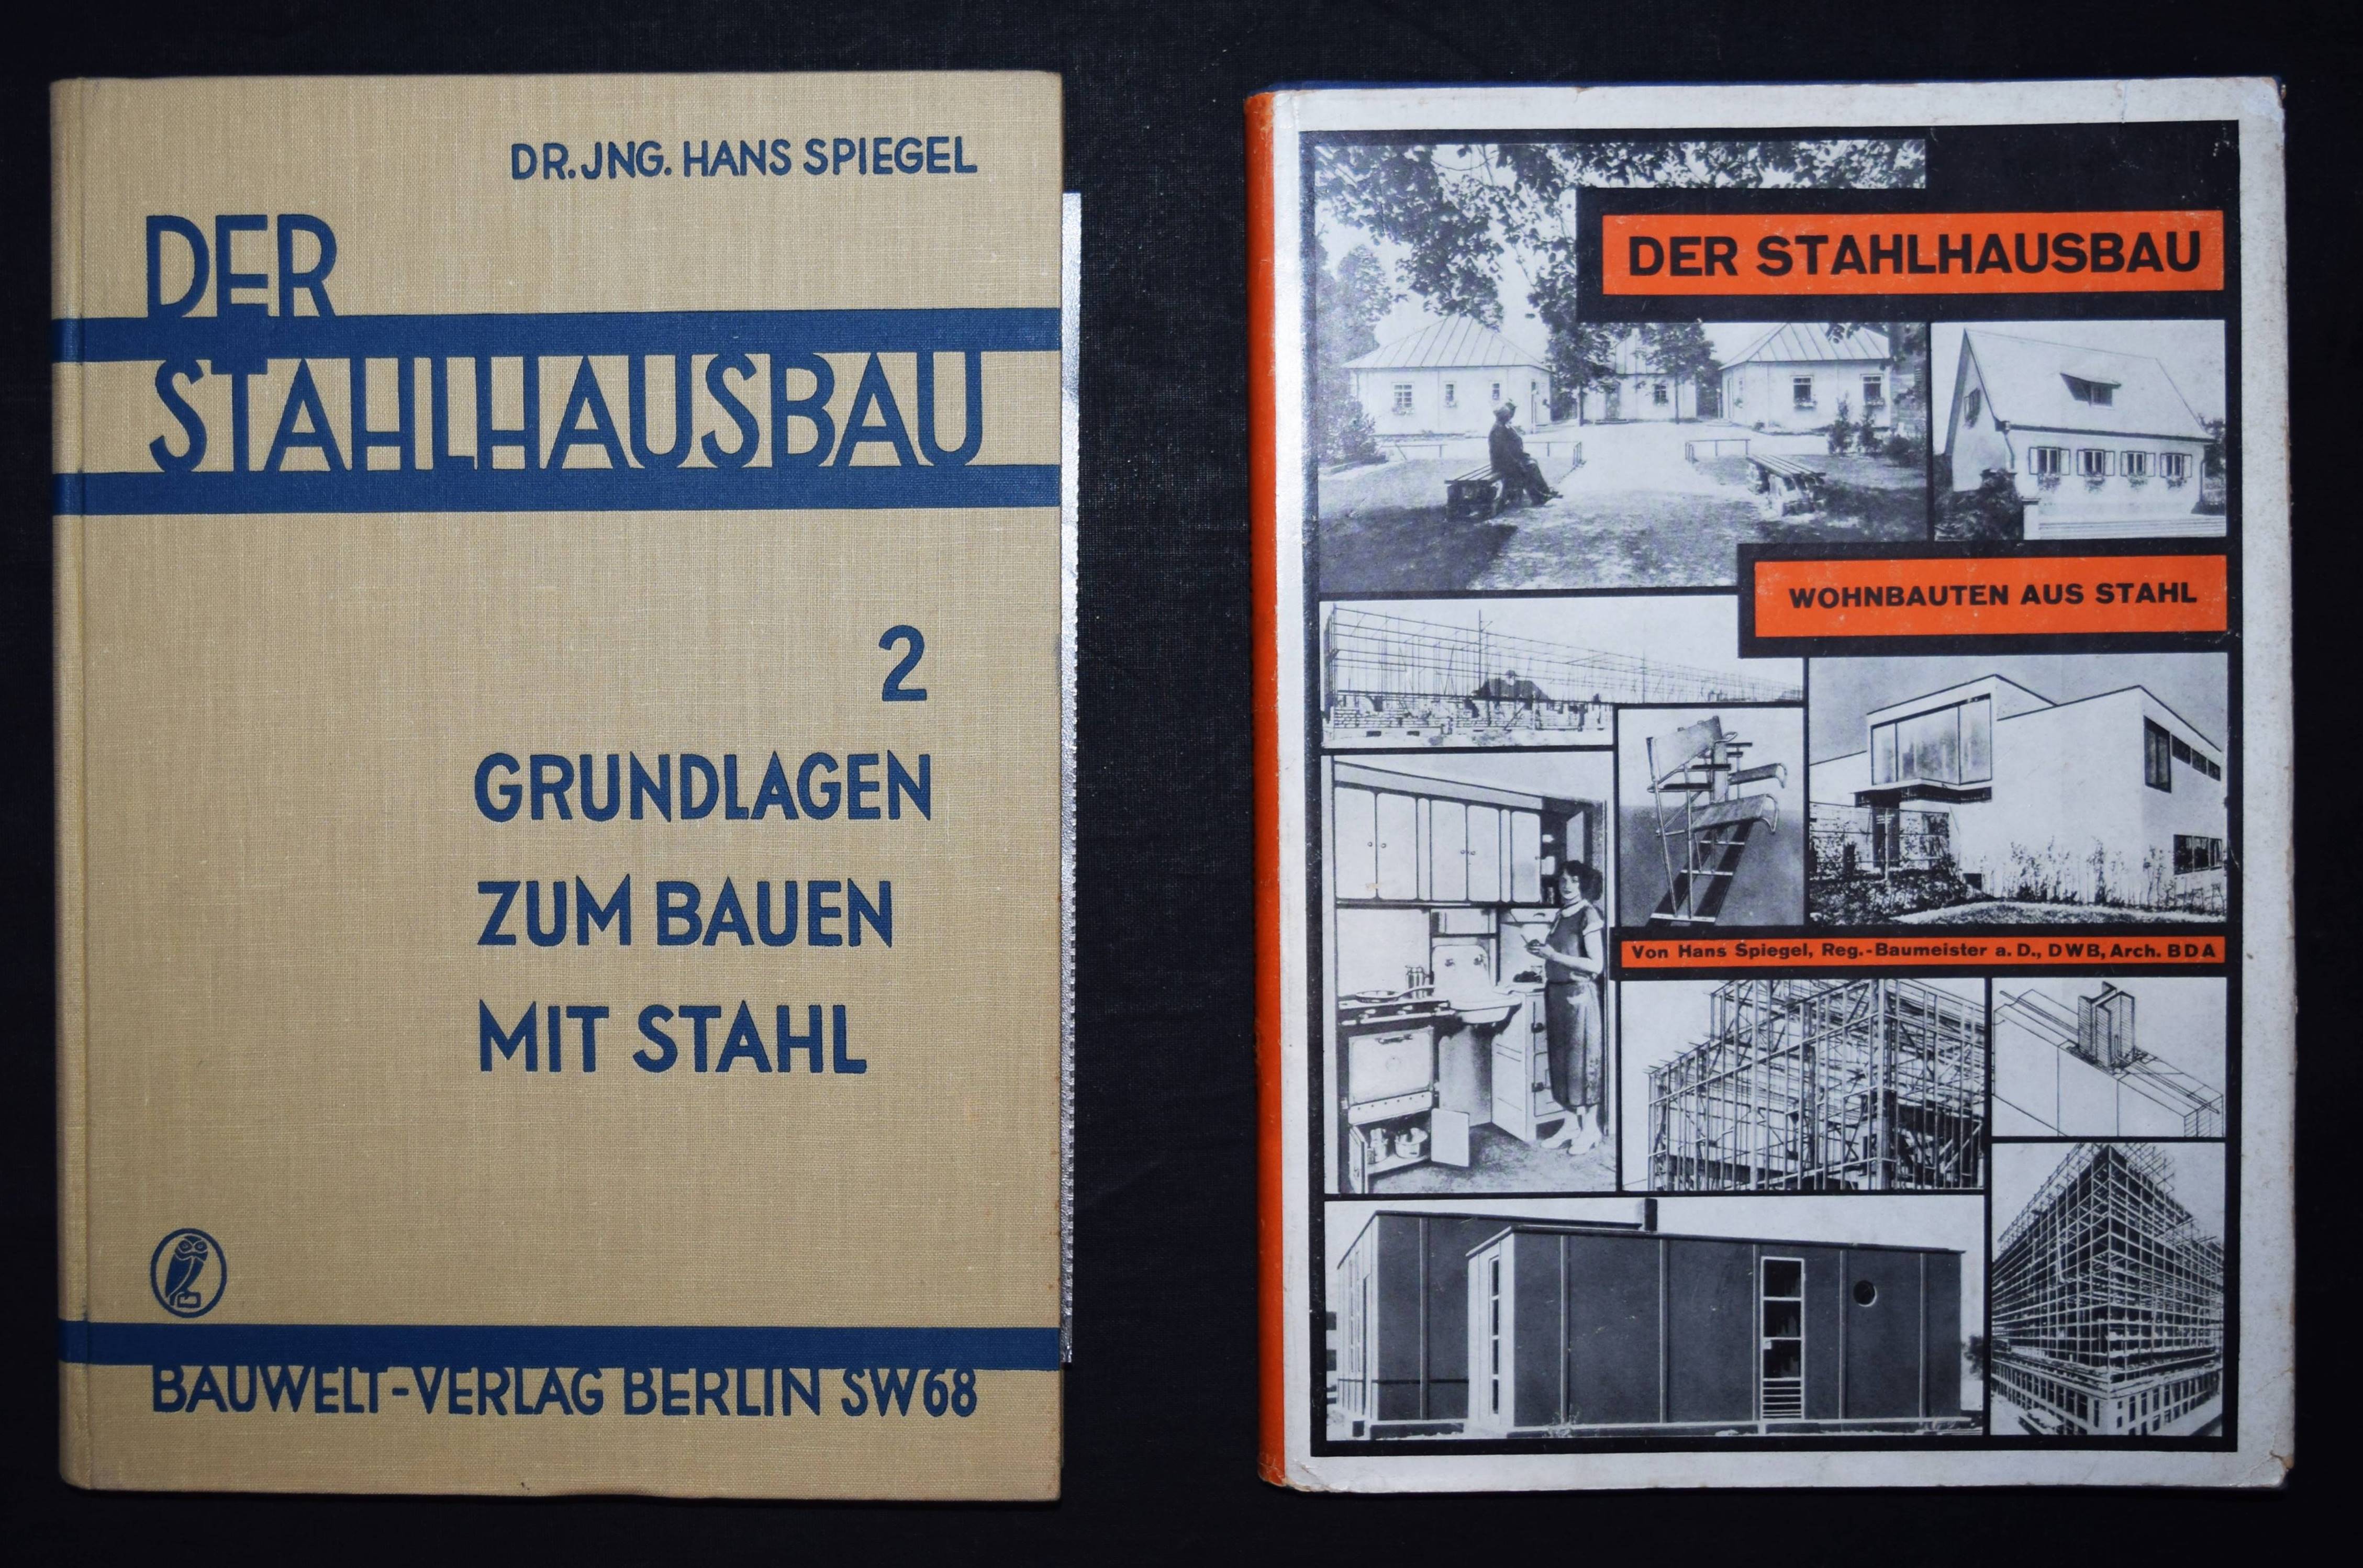 DR. JNG. HANS SPIEGEL
DER
STAHLHAUSBAU
2
GRUNDLAGEN
ZUM BAUEN
MIT STAHL
BAUWELT-VERLAG BERLIN SW68
DER STAHLHAUSBAU
WOHNBAUTEN AUS STAHL
Von Hans Spiegel, Reg.-Baumeister a. D., DWB, Arch. BDA